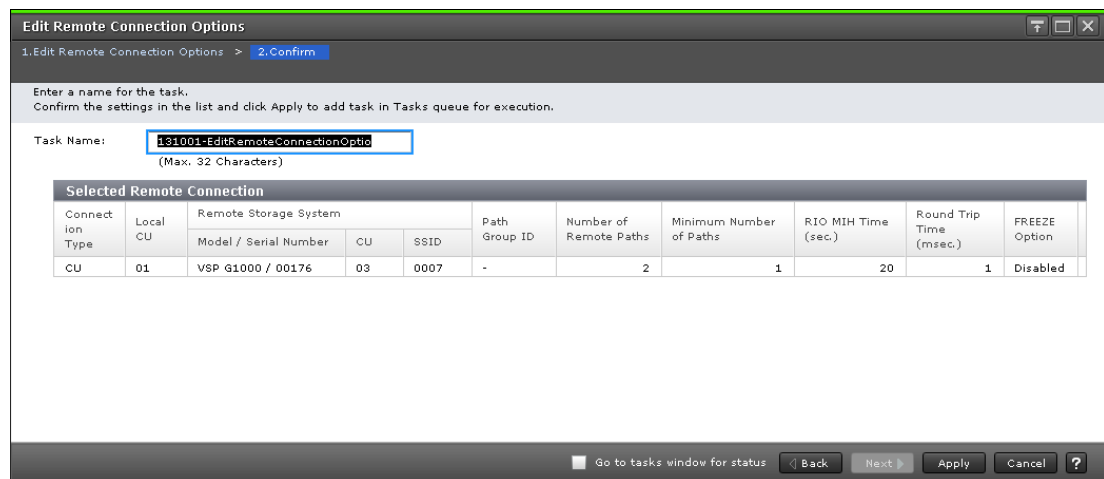 Edit Remote Connection Options
1.Edit Remote Connection Options > 2.Confirm
Enter a name for the task.
Confirm the settings in the list and click Apply to add task in Tasks queue for execution.
Task Name: 131001-EditRemoteConnectionOptio
(Max. 32 Characters)
Selected Remote Connection
Connect
ion
Type
Local
CU
Remote Storage System
Model / Serial Number CU SSID
Path
Group ID
Number of
Remote Paths
Minimum Number
of Paths
RIO MIH Time
(sec.)
Round Trip
Time
(msec.)
FREEZE
Option
CU 01 VSP G1000 / 00176 03 0007 - 2 1 20 1 Disabled
Go to tasks window for status Back Next Apply Cancel ?